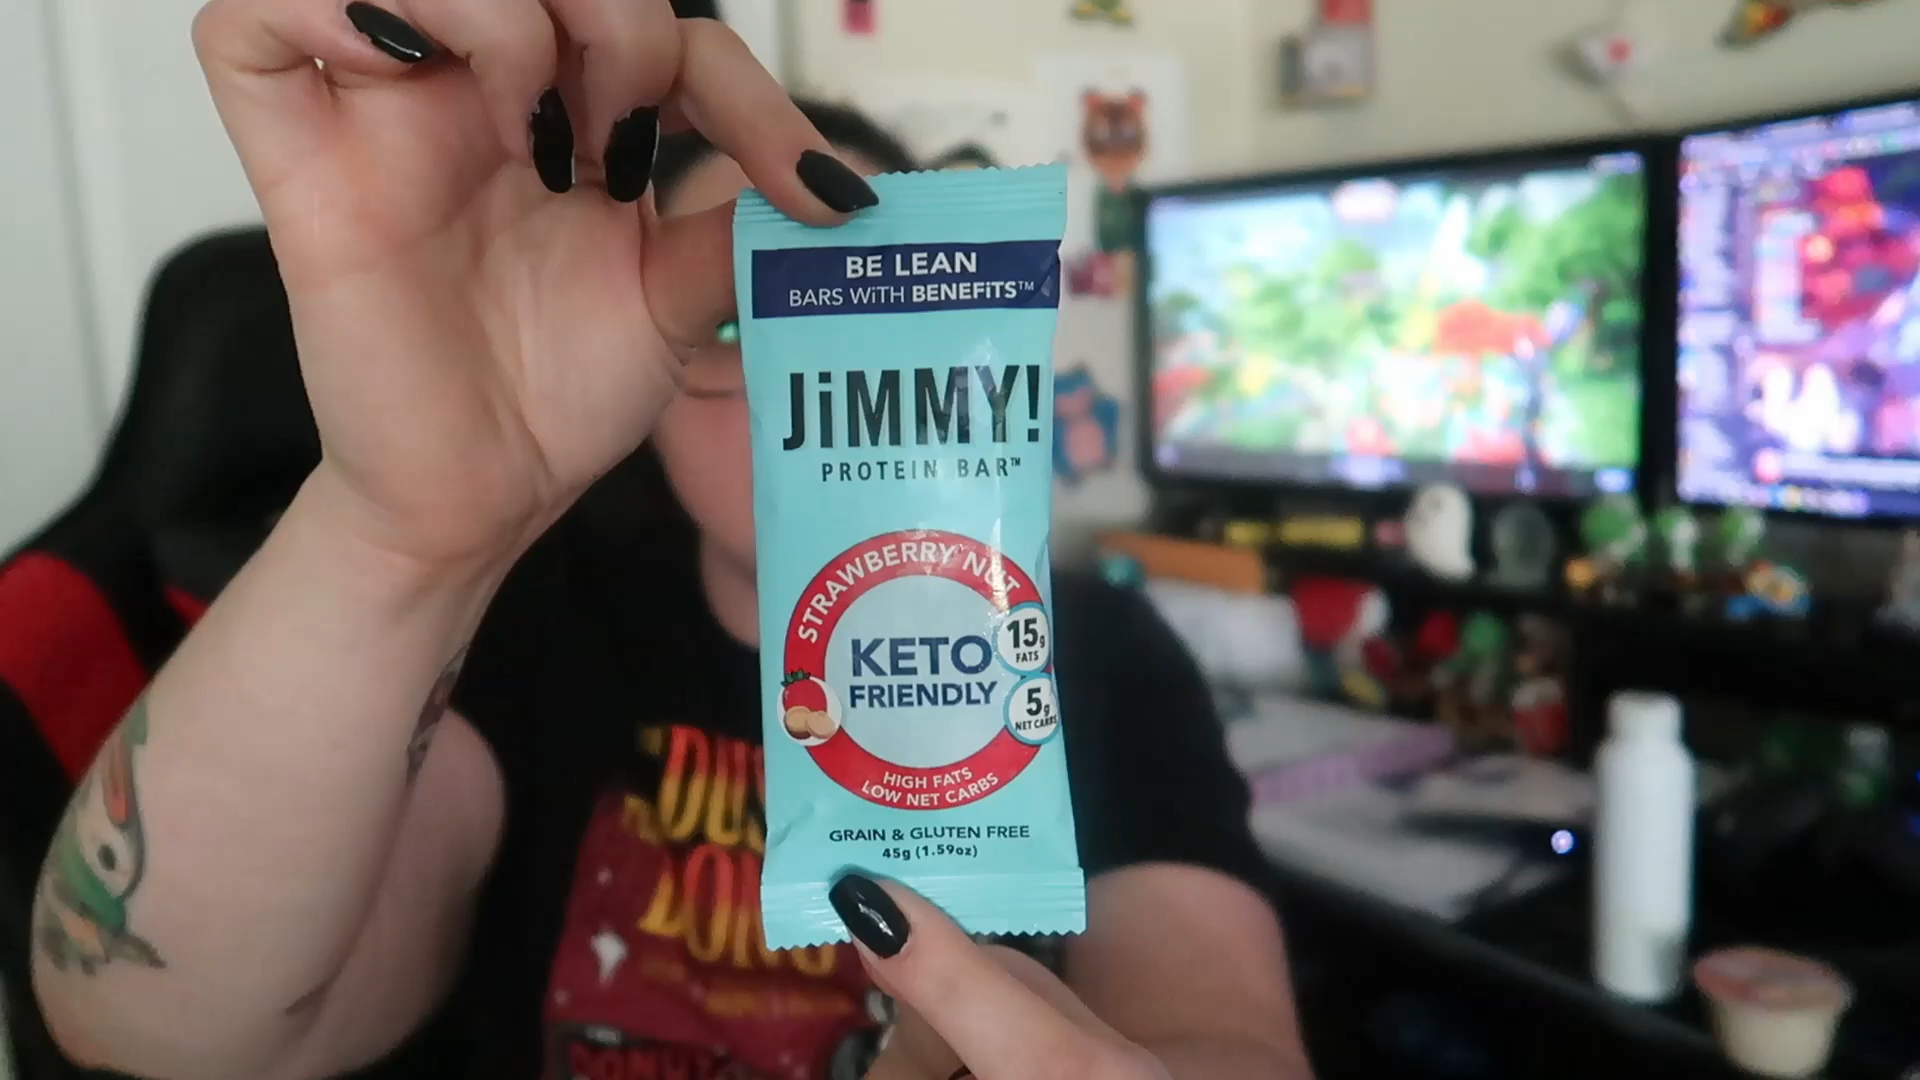 BE LEAN
BARS WiTH BENEFiTS™
JiMMY!
PROTEIN BAR™
STRAWBERRY NUT
KETO
FRIENDLY
15g
FATS
5g
NET CARBS
HIGH FATS
LOW NET CARBS
GRAIN & GLUTEN FREE
45g (1.59oz)